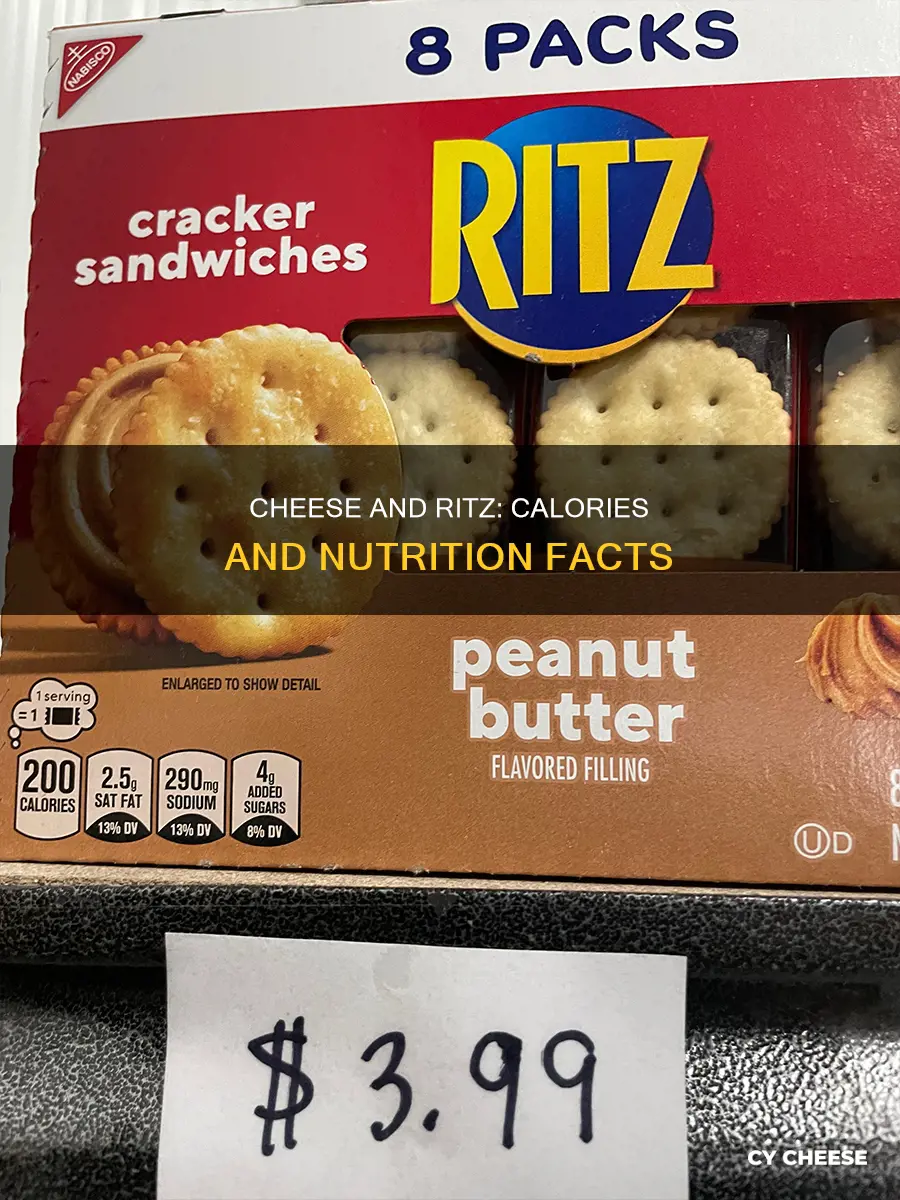 8 PACKS
NABISCO
RITZ
cracker
sandwiches
CHEESE AND RITZ: CALORIES
AND NUTRITION FACTS
peanut
butter
FLAVORED FILLING
ENLARGED TO SHOW DETAIL
1 serving
=1
200
CALORIES
2.5g
SAT FAT
13% DV
290mg
SODIUM
13% DV
4g
ADDED
SUGARS
8% DV
UD
$3.99
CY CHEESE